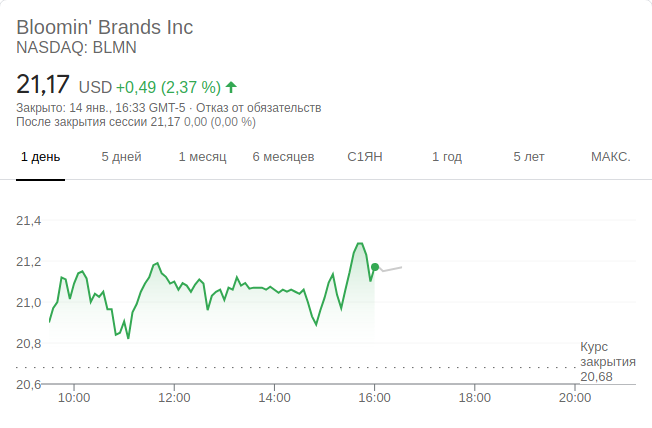 Bloomin' Brands Inc
NASDAQ: BLMN
21,17 USD +0,49 (2,37 %)
Закрыто: 14 янв., 16:33 GMT-5 · Отказ от обязательств
После закрытия сессии 21,17 0,00 (0,00 %)
1 день 5 дней 1 месяц 6 месяцев С1ЯН 1 год 5 лет МАКС.
21,4
21,2
21,0
20,8
Курс
закрытия
20,68
20,6
10:00 12:00 14:00 16:00 18:00 20:00